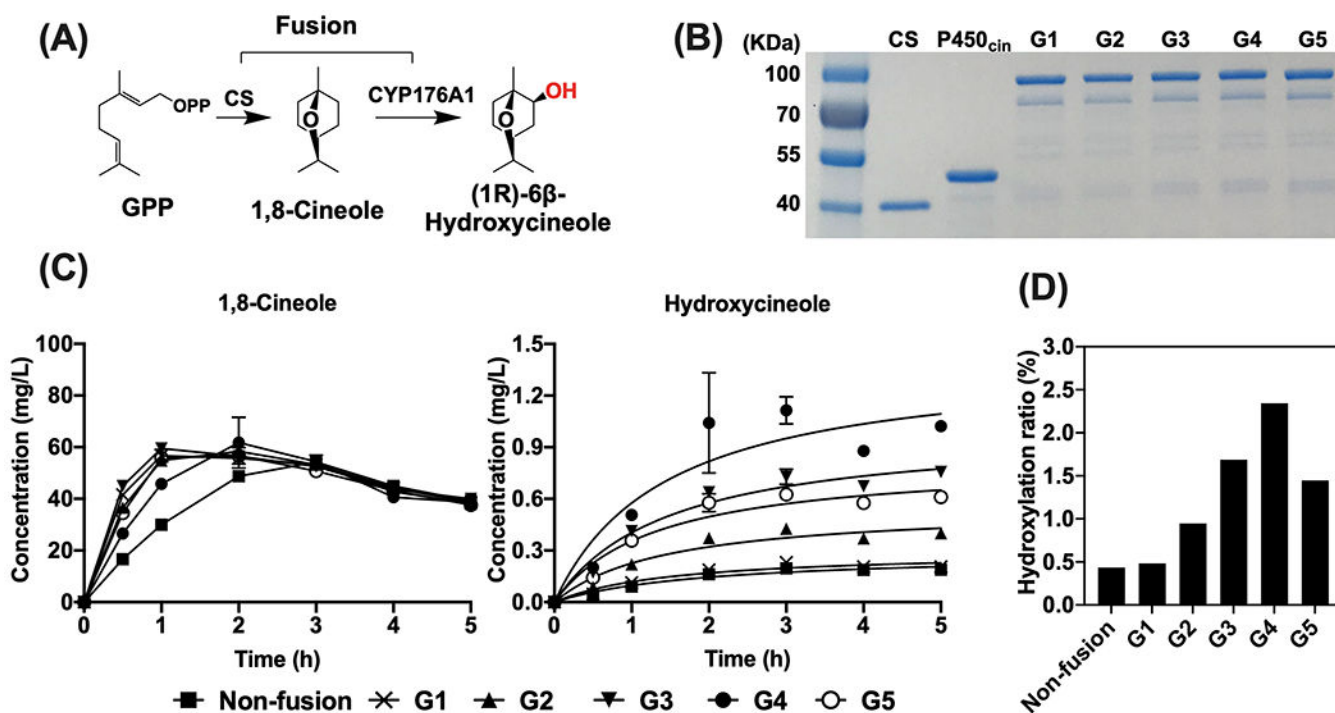 (A)
Fusion
CS
CYP176A1
OPP
O
O
OH
GPP
1,8-Cineole
(1R)-6β-
Hydroxycineole
(B)
(KDa)
CS P450cin G1 G2 G3 G4 G5
100
70
55
40
(C)
1,8-Cineole
Concentration (mg/L)
100
80
60
40
20
0
0 1 2 3 4 5
Time (h)
Hydroxycineole
Concentration (mg/L)
1.5
1.2
0.9
0.6
0.3
0.0
0 1 2 3 4 5
Time (h)
Non-fusion G1 G2 G3 G4 G5
(D)
Hydroxylation ratio (%)
3.0
2.5
2.0
1.5
1.0
0.5
0.0
Non-fusion G1 G2 G3 G4 G5